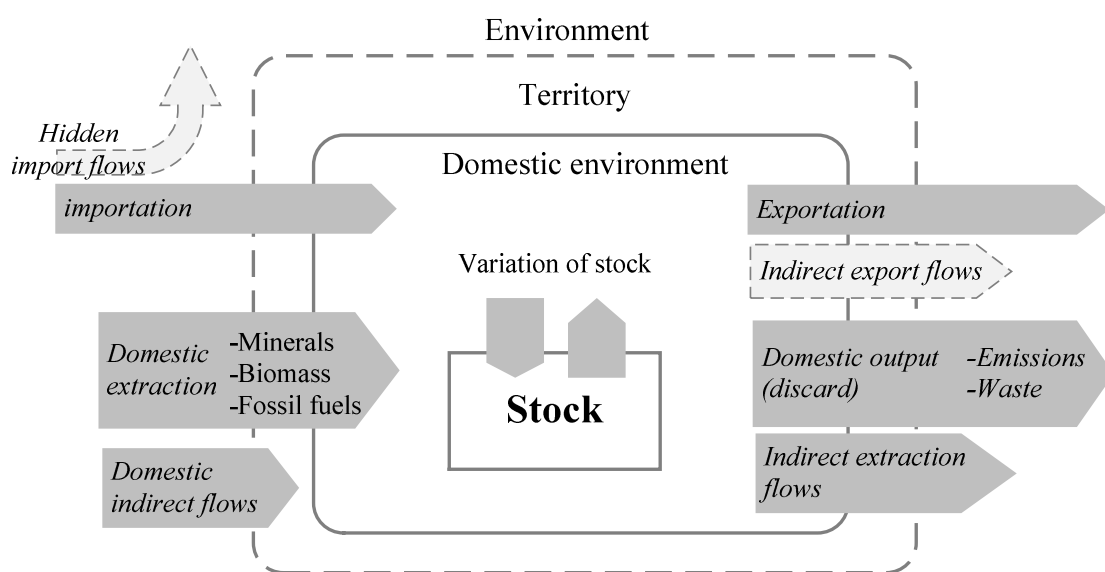 Environment
Territory
Hidden
import flows
Domestic environment
importation
Exportation
Variation of stock
Indirect export flows
Domestic
extraction
-Minerals
-Biomass
-Fossil fuels
Stock
Domestic output
(discard)
-Emissions
-Waste
Domestic
indirect flows
Indirect extraction
flows